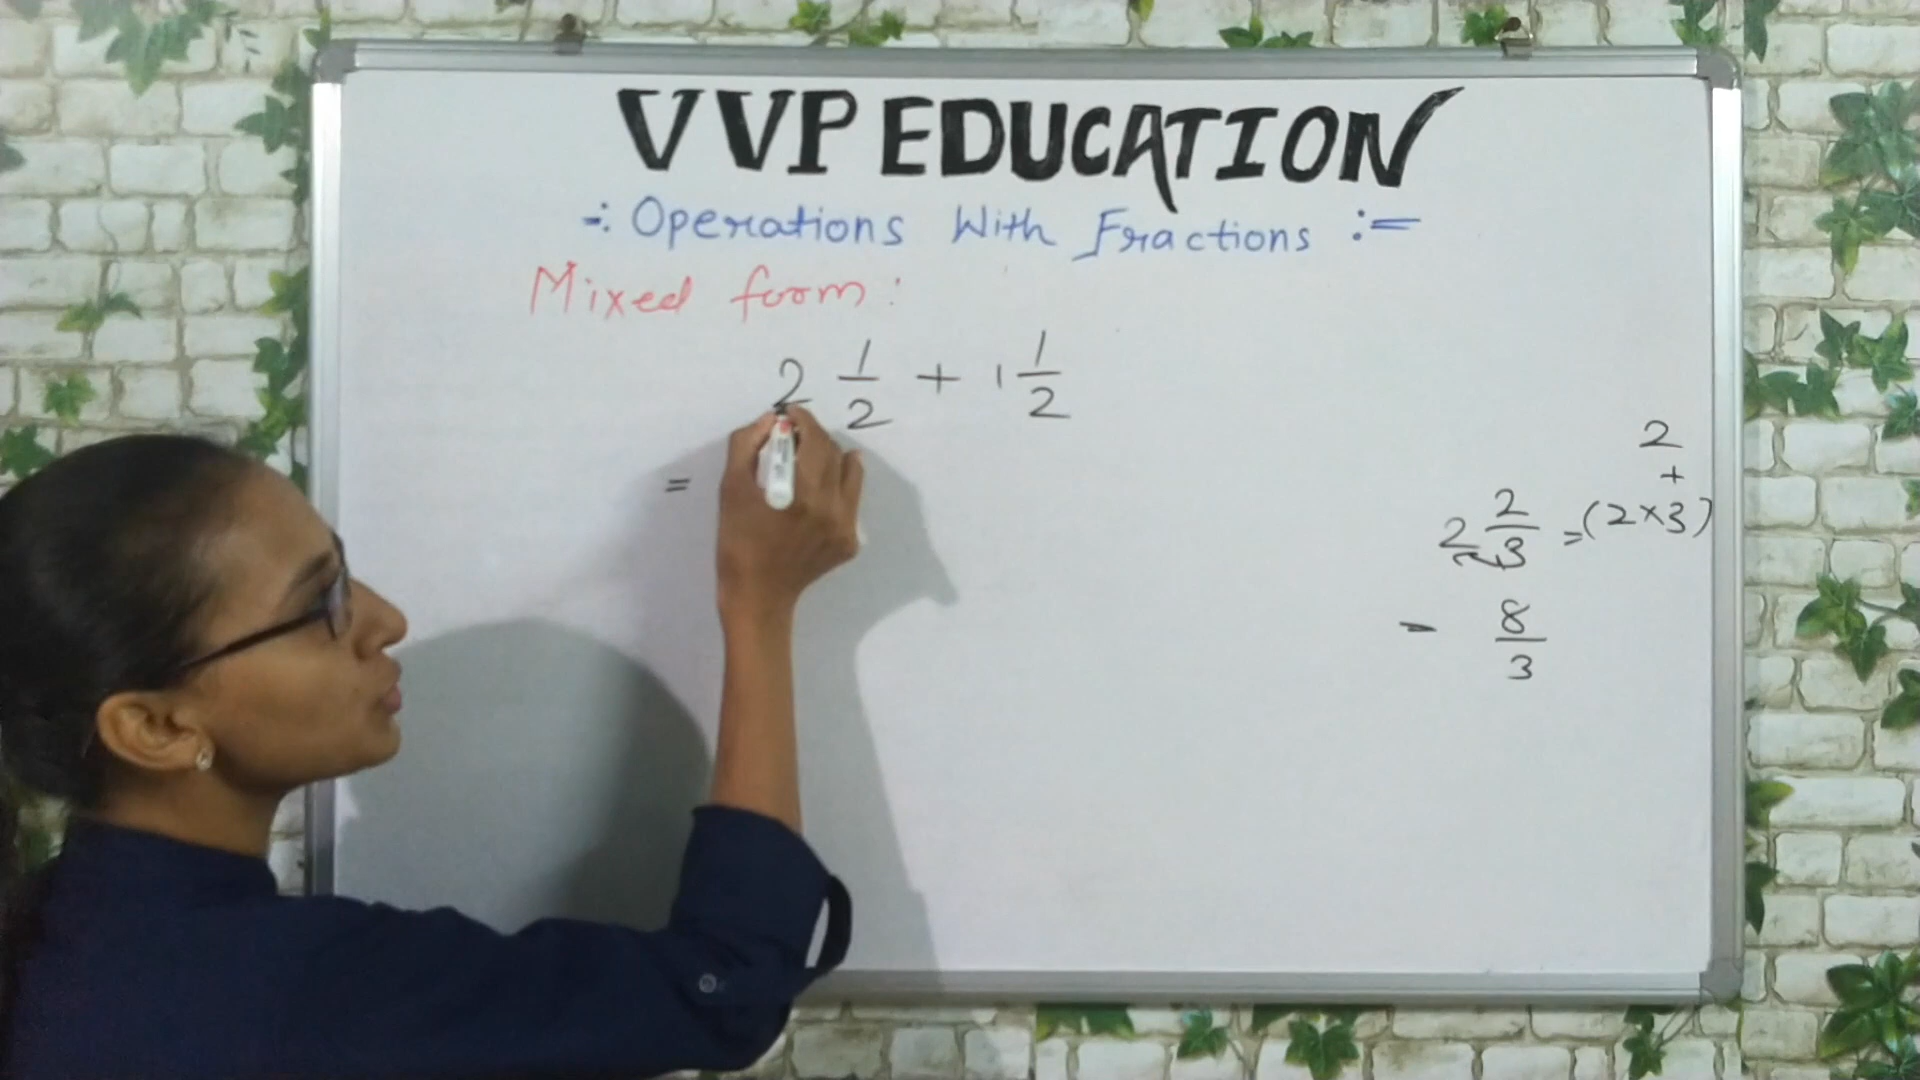 VVP EDUCATION
-: Operations With Fractions :=
Mixed form:
2 1/2 + 1 1/2
=
2
+
2 2/3 = (2×3)
- 8/3